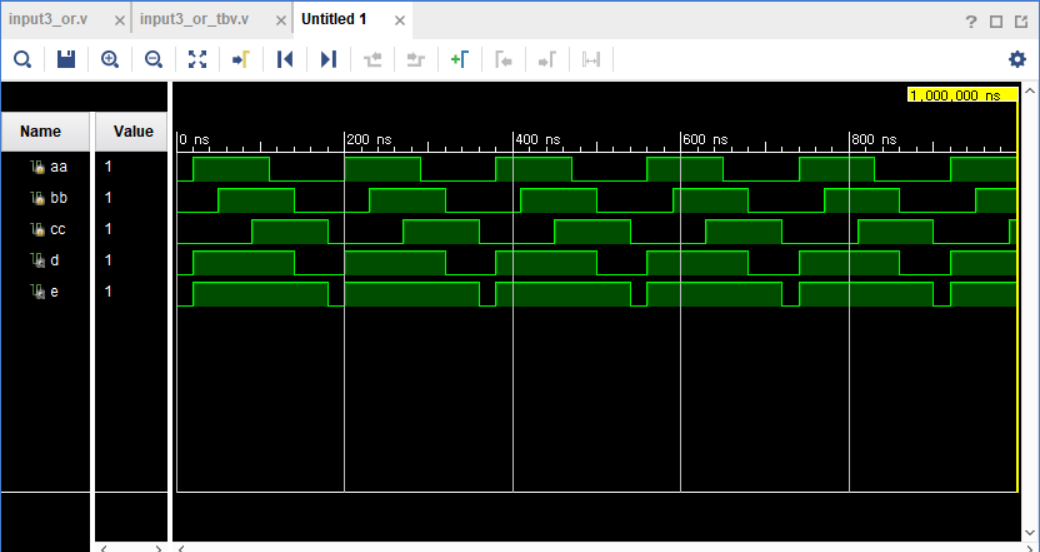 input3_or.v × input3_or_tbv.v × Untitled 1 ×
?
1,000,000 ns
Name Value
0 ns 200 ns 400 ns 600 ns 800 ns
aa 1
bb 1
cc 1
d 1
e 1